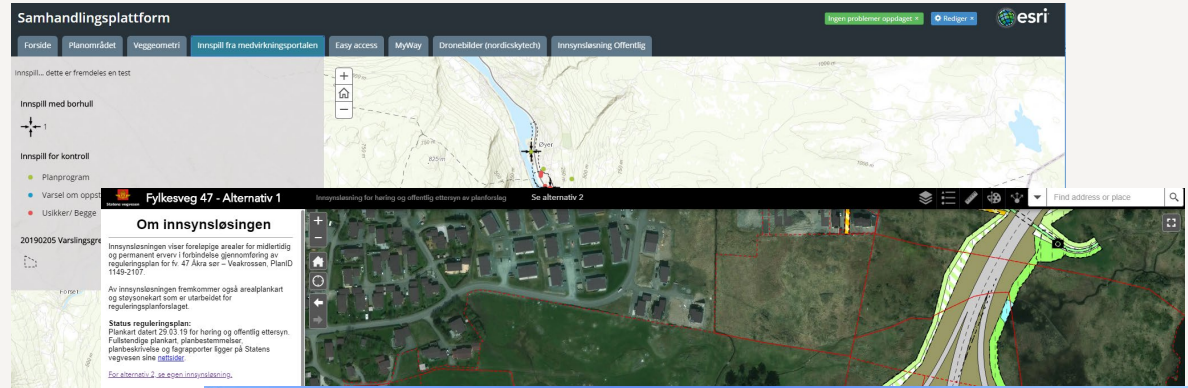 Samhandlingsplattform
Ingen problemer oppdaget ×
Rediger ×
esri
Forside
Planområdet
Veggeometri
Innspill fra medvirkningsportalen
Easy access
MyWay
Dronebilder (nordicskytech)
Innsynsløsning Offentlig
Innspill... dette er fremdeles en test
Innspill med borhull
1
Innspill for kontroll
Planprogram
Varsel om oppst
Usikker/ Begge
20190205 Varslingsgre
Øyer
825 m
Statens vegvesen
Fylkesveg 47 - Alternativ 1
Innsynsløsning for høring og offentlig ettersyn av planforslag
Se alternativ 2
Find address or place
Om innsynsløsingen
Innsynsløsningen viser foreløpige arealer for midlertidig
og permanent erverv i forbindelse gjennomføring av
reguleringsplan for fv. 47 Åkra sør – Veakrossen, PlanID
1149-2107.
Av innsynsløsningen fremkommer også arealplankart
og støysonekart som er utarbeidet for
reguleringsplanforslaget.
Status reguleringsplan:
Plankart datert 29.03.19 for høring og offentlig ettersyn.
Fullstendige plankart, planbestemmelser,
planbeskrivelse og fagrapporter ligger på Statens
vegvesen sine nettsider.
For alternativ 2, se egen innsynsløsning.